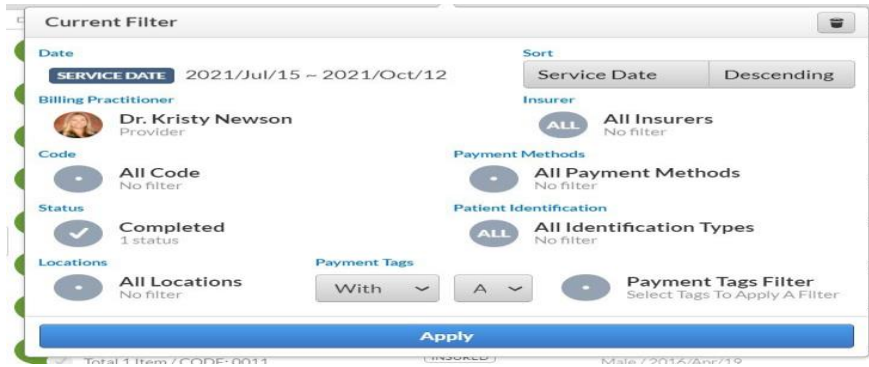 Current Filter
Date
Sort
SERVICE DATE 2021/Jul/15 ~ 2021/Oct/12
Service Date Descending
Billing Practitioner
Insurer
Dr. Kristy Newson
Provider
ALL All Insurers
No filter
Code
Payment Methods
All Code
No filter
All Payment Methods
No filter
Status
Patient Identification
Completed
1 status
ALL All Identification Types
No filter
Locations
Payment Tags
All Locations
No filter
With A
Payment Tags Filter
Select Tags To Apply A Filter
Apply
Total 1 Item / CODE: 0011 INSURED Male / 2016/Apr/19